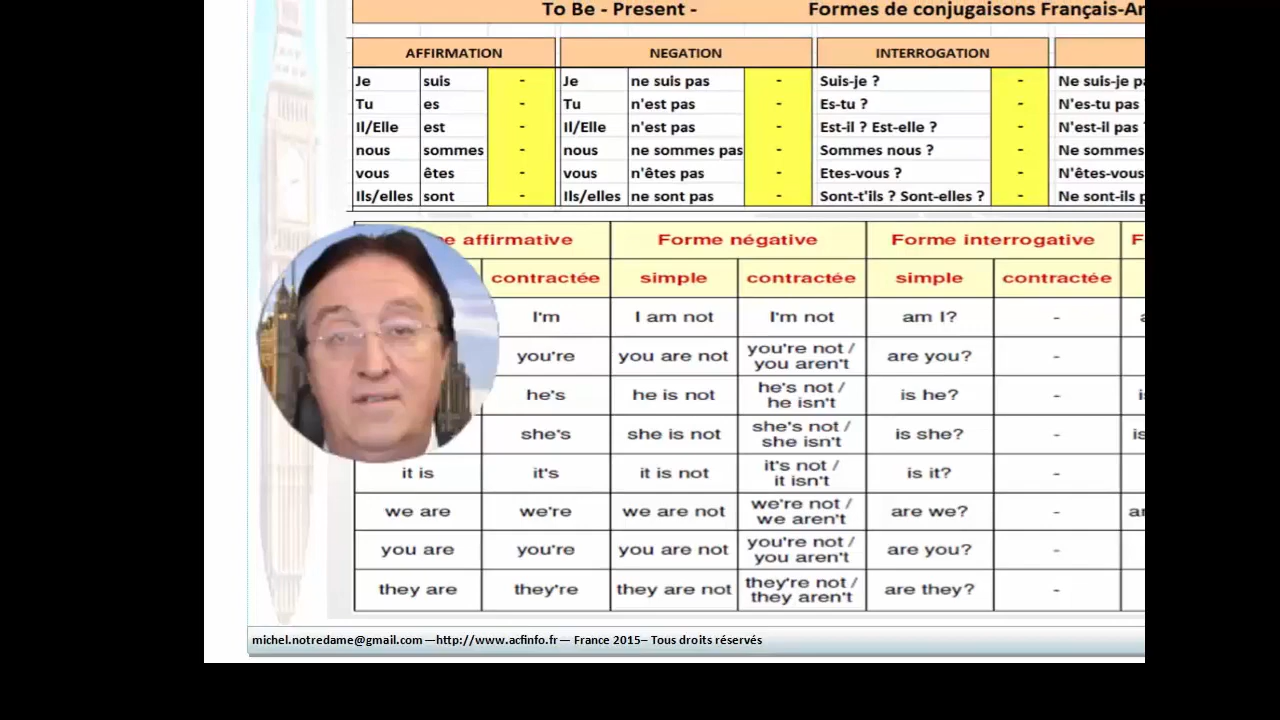 To Be - Present - Formes de conjugaisons Français-An
AFFIRMATION NEGATION INTERROGATION
Je suis - Je ne suis pas - Suis-je ? - Ne suis-je pa
Tu es - Tu n'est pas - Es-tu ? - N'es-tu pas
Il/Elle est - Il/Elle n'est pas - Est-il ? Est-elle ? - N'est-il pas ?
nous sommes - nous ne sommes pas - Sommes nous ? - Ne sommes
vous êtes - vous n'êtes pas - Etes-vous ? - N'êtes-vous
Ils/elles sont - Ils/elles ne sont pas - Sont-t'ils ? Sont-elles ? - Ne sont-ils p
e affirmative Forme négative Forme interrogative F
contractée simple contractée simple contractée
I'm I am not I'm not am I? - a
you're you are not you're not / you aren't are you? -
he's he is not he's not / he isn't is he? - is
she's she is not she's not / she isn't is she? - is
it is it's it is not it's not / it isn't is it? -
we are we're we are not we're not / we aren't are we? - ar
you are you're you are not you're not / you aren't are you? -
they are they're they are not they're not / they aren't are they? -
michel.notredame@gmail.com —http://www.acfinfo.fr— France 2015– Tous droits réservés